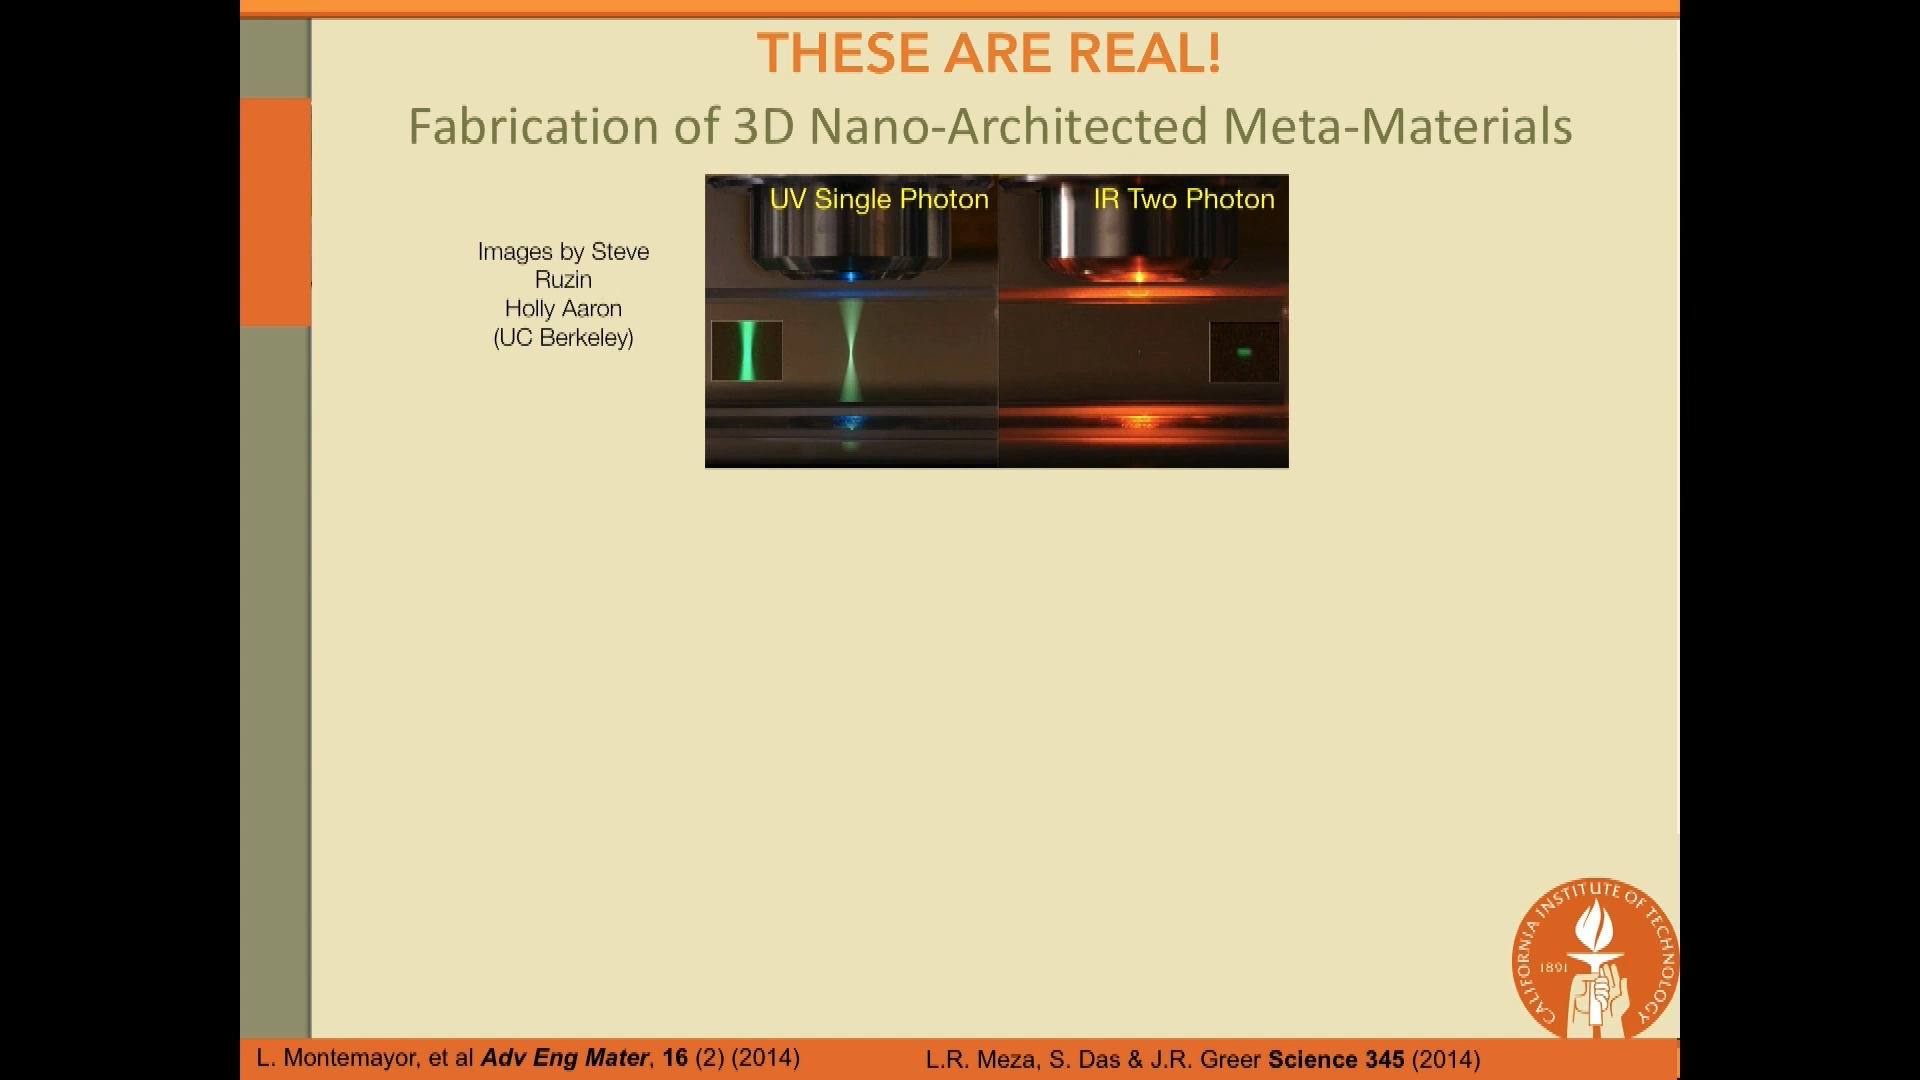 THESE ARE REAL!
Fabrication of 3D Nano-Architected Meta-Materials
UV Single Photon
IR Two Photon
Images by Steve
Ruzin
Holly Aaron
(UC Berkeley)
CALIFORNIA INSTITUTE OF TECHNOLOGY
1891
L. Montemayor, et al Adv Eng Mater, 16 (2) (2014)
L.R. Meza, S. Das & J.R. Greer Science 345 (2014)